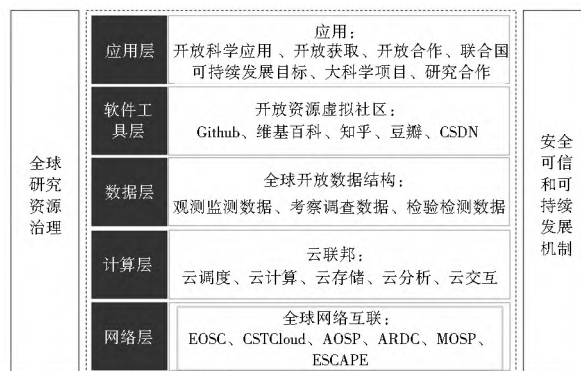 全球
研究
资源
治理
应用层
应用：
开放科学应用、开放获取、开放合作、联合国
可持续发展目标、大科学项目、研究合作
软件工
具层
开放资源虚拟社区：
Github、维基百科、知乎、豆瓣、CSDN
数据层
全球开放数据结构：
观测监测数据、考察调查数据、检验检测数据
计算层
云联邦：
云调度、云计算、云存储、云分析、云交互
网络层
全球网络互联：
EOSC、CSTCloud、AOSP、ARDC、MOSP、
ESCAPE
安全
可信
和可
持续
发展
机制